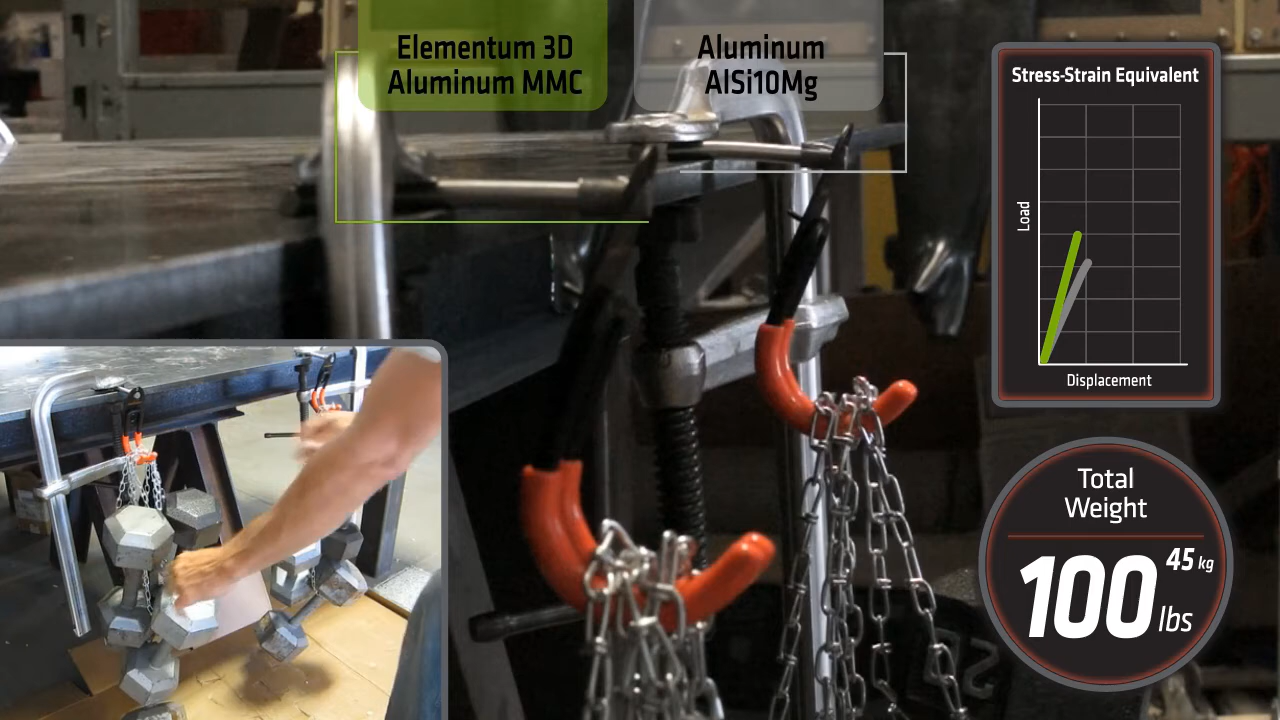 Elementum 3D
Aluminum MMC
Aluminum
AlSi10Mg
Stress-Strain Equivalent
Load
Displacement
Total
Weight
100 lbs
45 kg